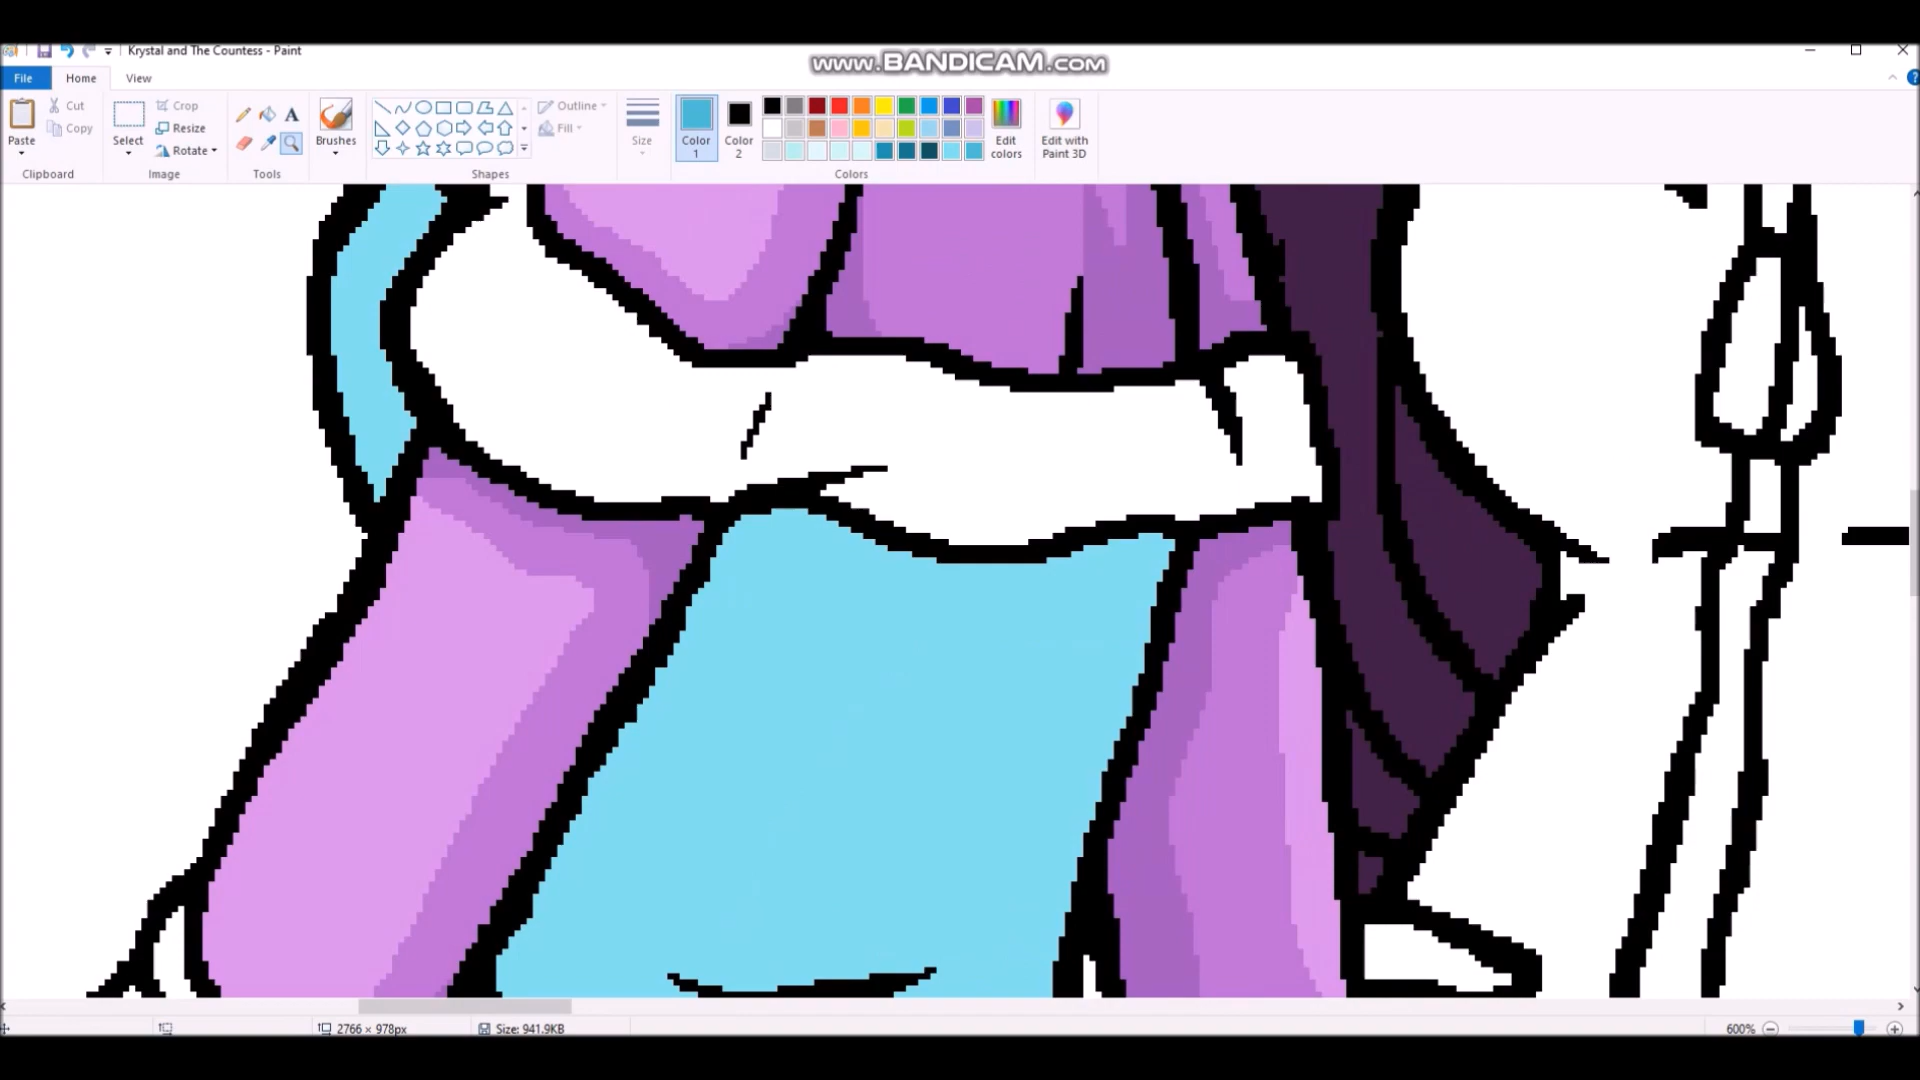 Krystal and The Countess - Paint
www.BANDICAM.com
File Home View
Paste
Cut
Copy
Clipboard
Select
Crop
Resize
Rotate
Image
A
Tools
Brushes
Outline
Fill
Shapes
Size
Color 1
Color 2
Edit colors
Colors
Edit with Paint 3D
2766 × 978px
Size: 941.9KB
600%